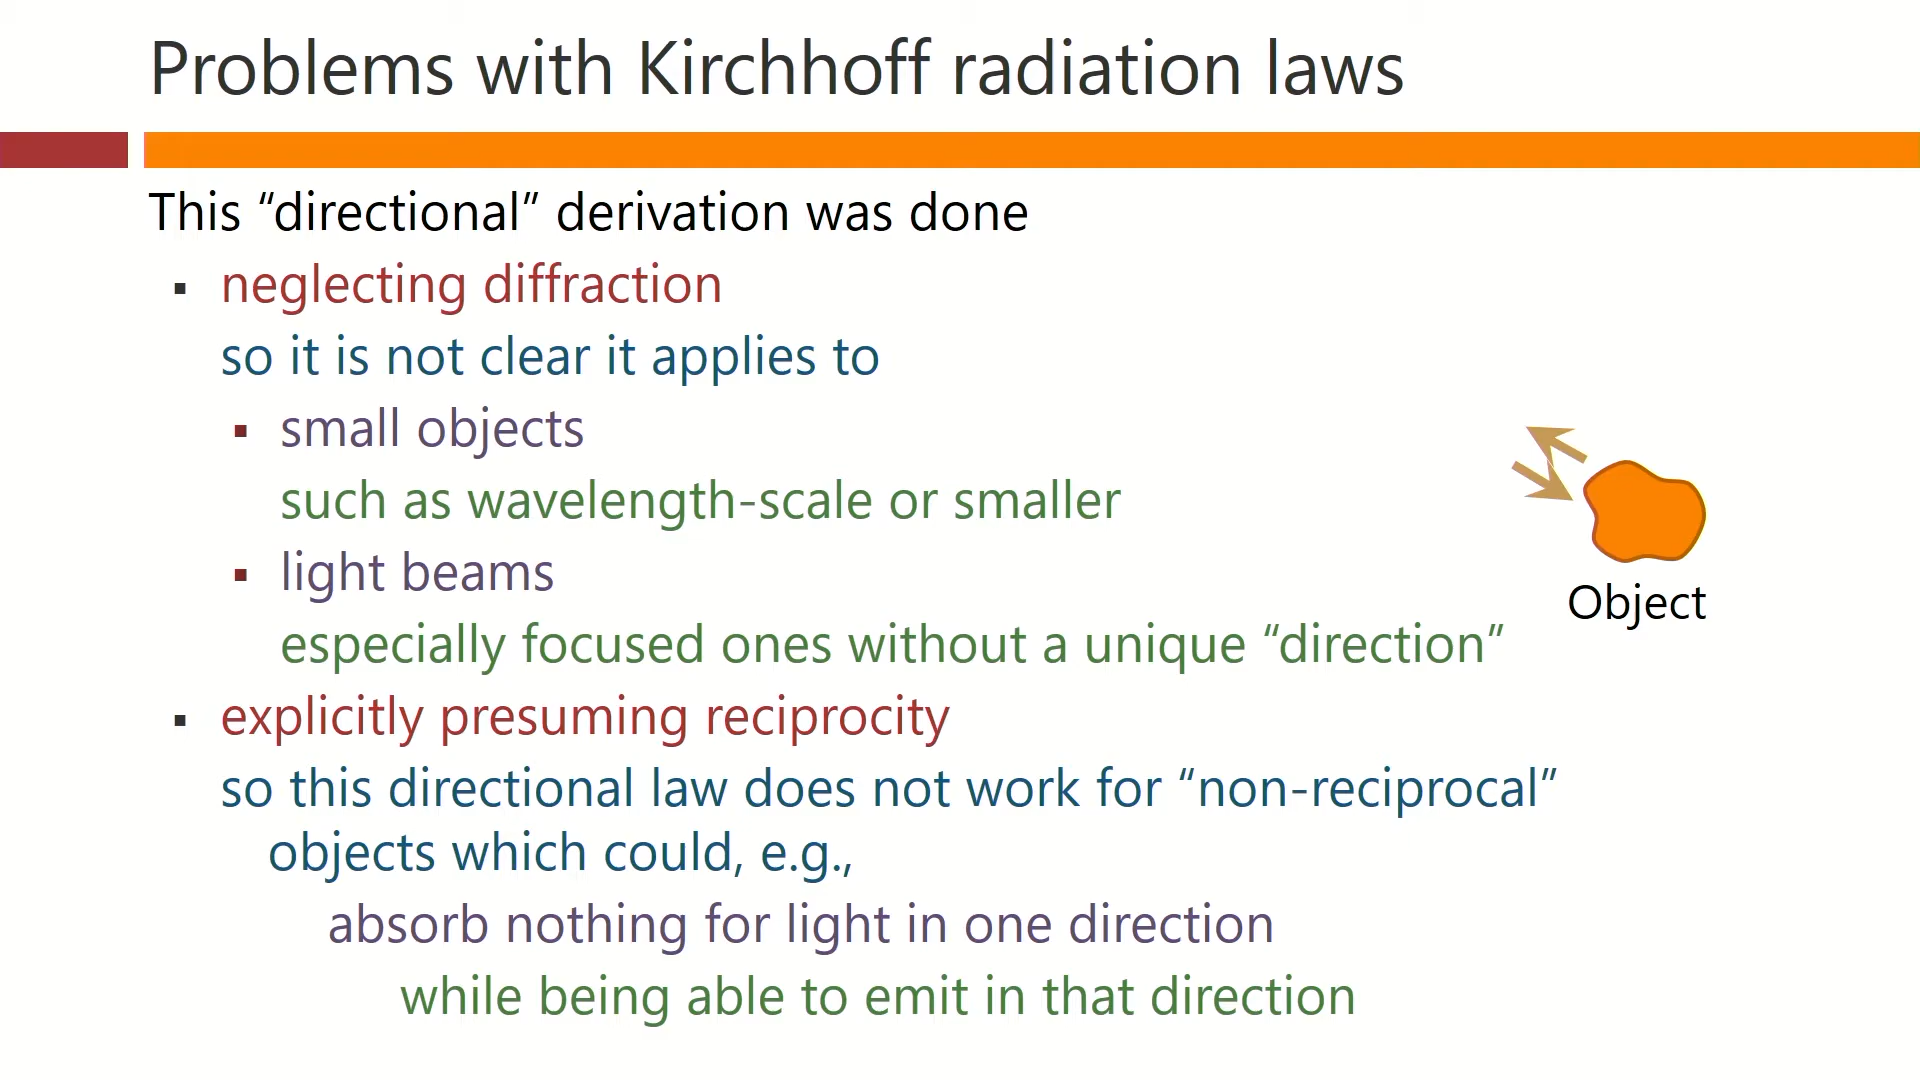 Problems with Kirchhoff radiation laws
This “directional” derivation was done
▪ neglecting diffraction
so it is not clear it applies to
▪ small objects
such as wavelength-scale or smaller
▪ light beams
especially focused ones without a unique “direction”
Object
▪ explicitly presuming reciprocity
so this directional law does not work for “non-reciprocal”
objects which could, e.g.,
absorb nothing for light in one direction
while being able to emit in that direction